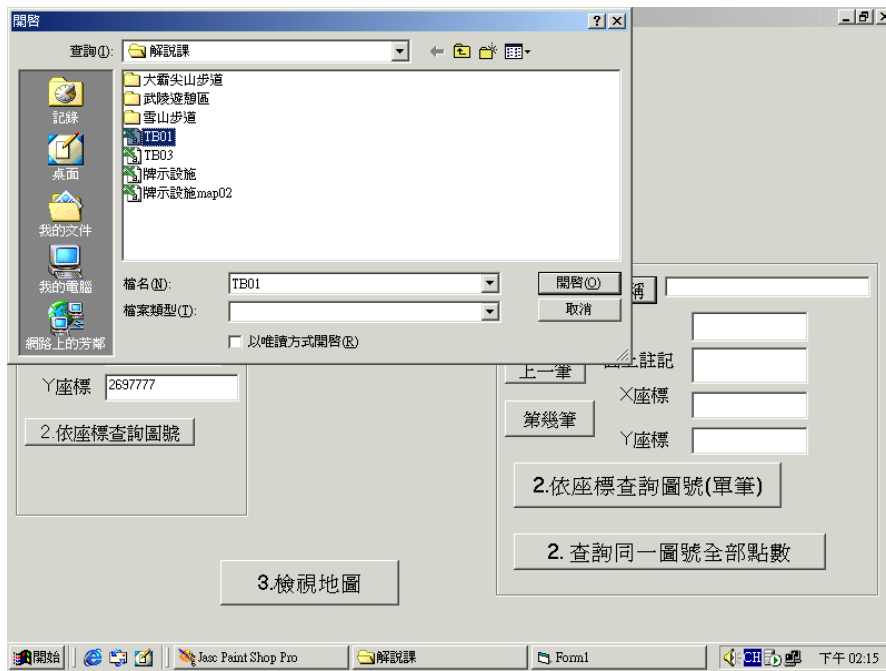 開啓
查詢(I):
解說課
記錄
桌面
我的文件
我的電腦
網路上的芳鄰
大霸尖山步道
武陵遊憩區
雪山步道
TB01
TB03
牌示設施
牌示設施map02
檔名(N):
TB01
開啓(O)
檔案類型(T):
取消
以唯讀方式開啓(R)
稱
上一筆
註記
X座標
第幾筆
Y座標
Y座標
2697777
2.依座標查詢圖號
2.依座標查詢圖號(單筆)
2. 查詢同一圖號全部點數
3.檢視地圖
開始
Jasc Paint Shop Pro
解說課
Form1
CH
下午 02:15